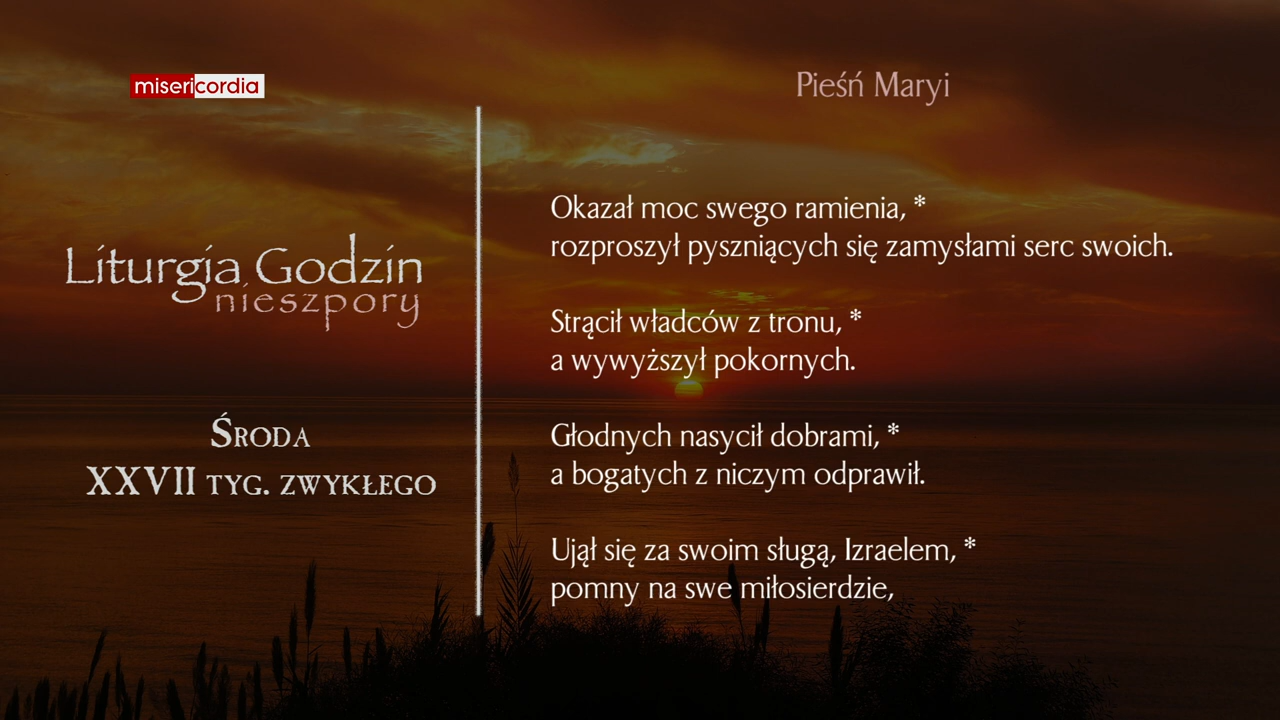 misericordia
Liturgia Godzin
nieszpory
Środa
XXVII tyg. zwykłego
Pieśń Maryi
Okazał moc swego ramienia, *
rozproszył pyszniących się zamysłami serc swoich.
Strącił władców z tronu, *
a wywyższył pokornych.
Głodnych nasycił dobrami, *
a bogatych z niczym odprawił.
Ujął się za swoim sługą, Izraelem, *
pomny na swe miłosierdzie,